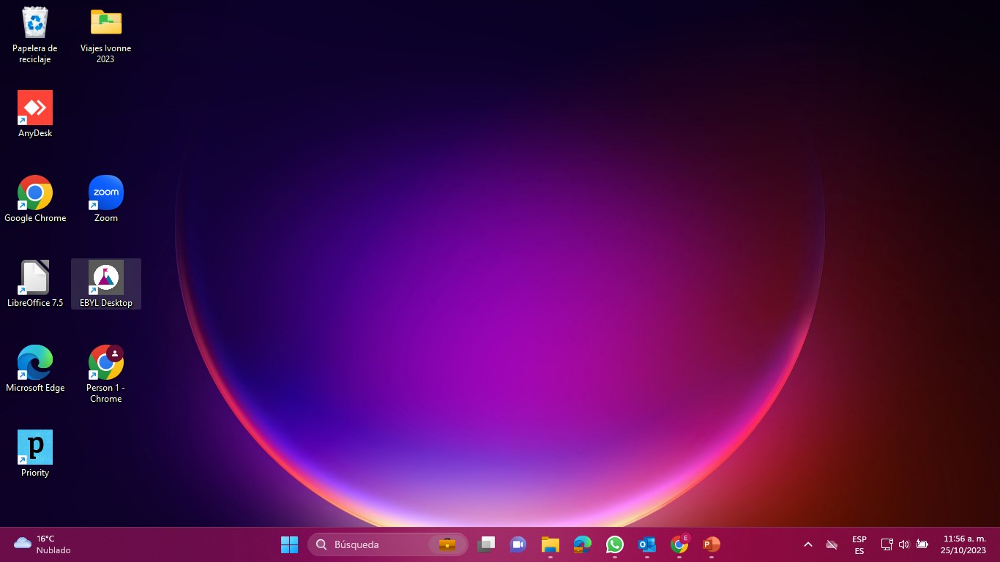 Papelera de
reciclaje
Viajes Ivonne
2023
AnyDesk
Google Chrome
zoom
Zoom
LibreOffice 7.5
EBYL Desktop
Microsoft Edge
Person 1 -
Chrome
p
Priority
16°C
Nublado
Búsqueda
O
E
P
ESP
ES
11:56 a. m.
25/10/2023